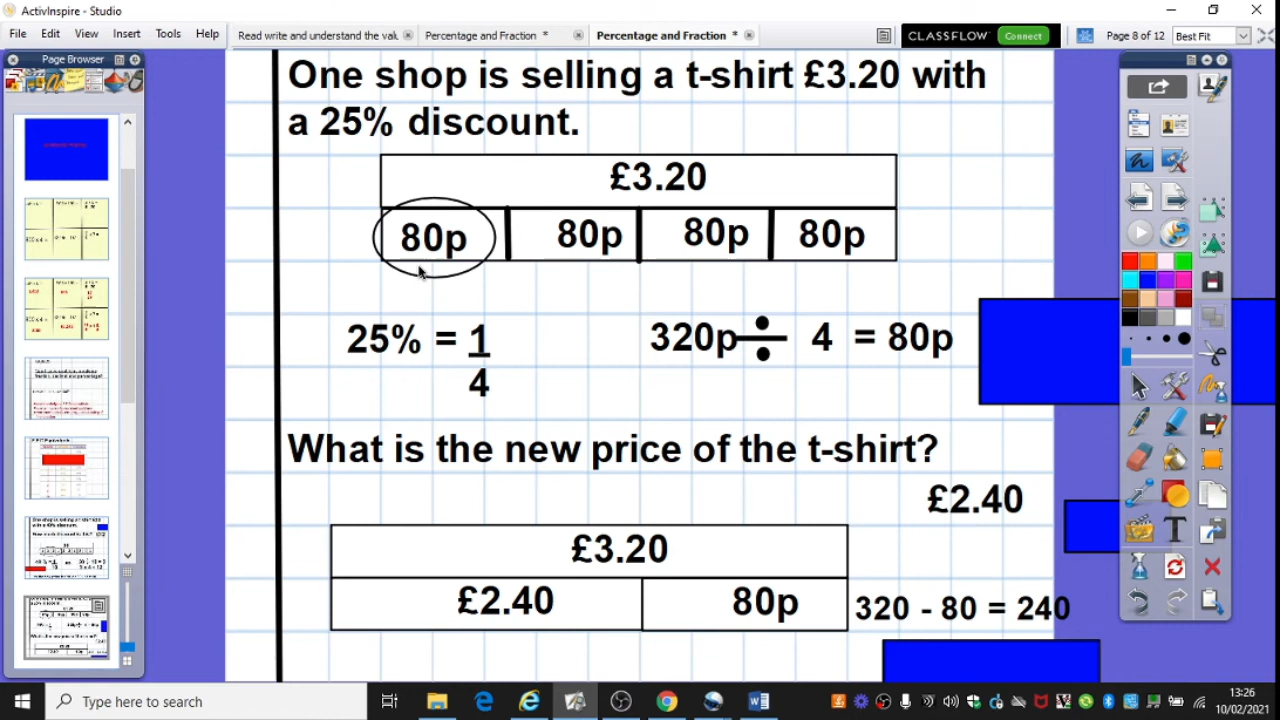 ActivInspire - Studio
File Edit View Insert Tools Help
Read write and understand the valu
Percentage and Fraction *
Percentage and Fraction *
CLASSFLOW Connect
Page 8 of 12
Best Fit
Page Browser
One shop is selling a t-shirt £3.20 with
a 25% discount.
£3.20
80p 80p 80p 80p
25% = 1
4
320p ÷ 4 = 80p
What is the new price of the t-shirt?
£2.40
£3.20
£2.40 80p
320 - 80 = 240
Type here to search
13:26
10/02/2021